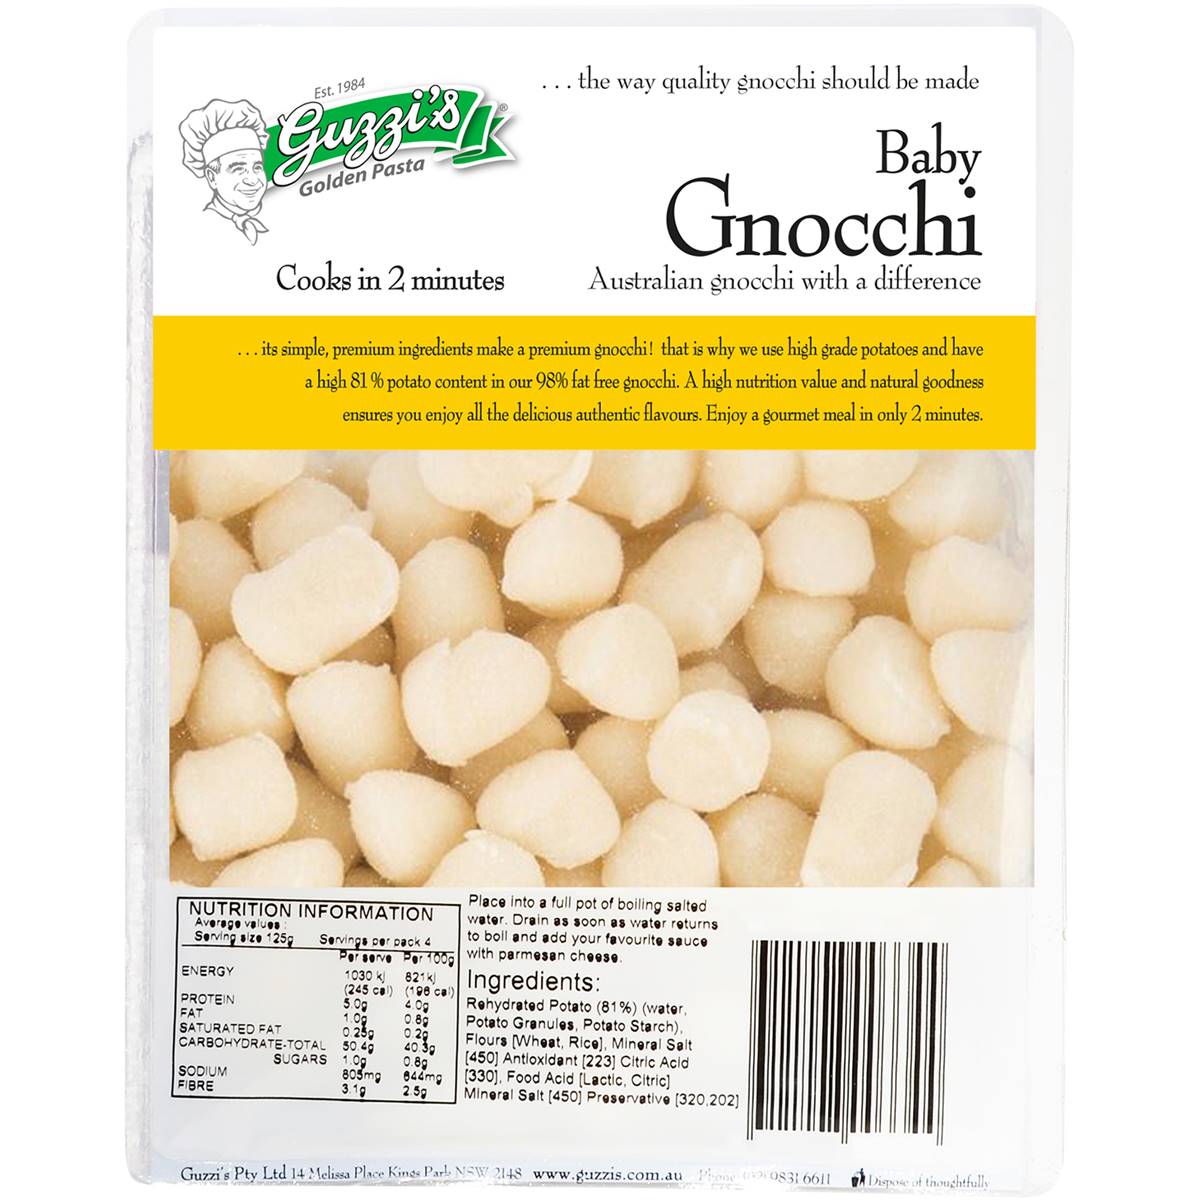 Est. 1984
Guzzi's®
Golden Pasta
. . . the way quality gnocchi should be made
Baby
Gnocchi
Cooks in 2 minutes
Australian gnocchi with a difference
. . . its simple, premium ingredients make a premium gnocchi! that is why we use high grade potatoes and have
a high 81% potato content in our 98% fat free gnocchi. A high nutrition value and natural goodness
ensures you enjoy all the delicious authentic flavours. Enjoy a gourmet meal in only 2 minutes.
NUTRITION INFORMATION
Average values :
Serving size 125g Servings per pack 4
Per serve Per 100g
ENERGY 1030 kj 821kj
(245 cal) (196 cal)
PROTEIN 5.0g 4.0g
FAT 1.0g 0.8g
SATURATED FAT 0.25g 0.2g
CARBOHYDRATE-TOTAL 50.4g 40.3g
SUGARS 1.0g 0.8g
SODIUM 805mg 644mg
FIBRE 3.1g 2.5g
Place into a full pot of boiling salted
water. Drain as soon as water returns
to boil and add your favourite sauce
with parmesan cheese.
Ingredients:
Rehydrated Potato (81%) (water,
Potato Granules, Potato Starch),
Flours [Wheat, Rice], Mineral Salt
[450] Antioxidant [223] Citric Acid
[330], Food Acid [Lactic, Citric]
Mineral Salt [450] Preservative [320,202]
Guzzi's Pty Ltd 14 Melissa Place Kings Park NSW 2148 www.guzzis.com.au Phone (02) 9831 6611 Dispose of thoughtfully